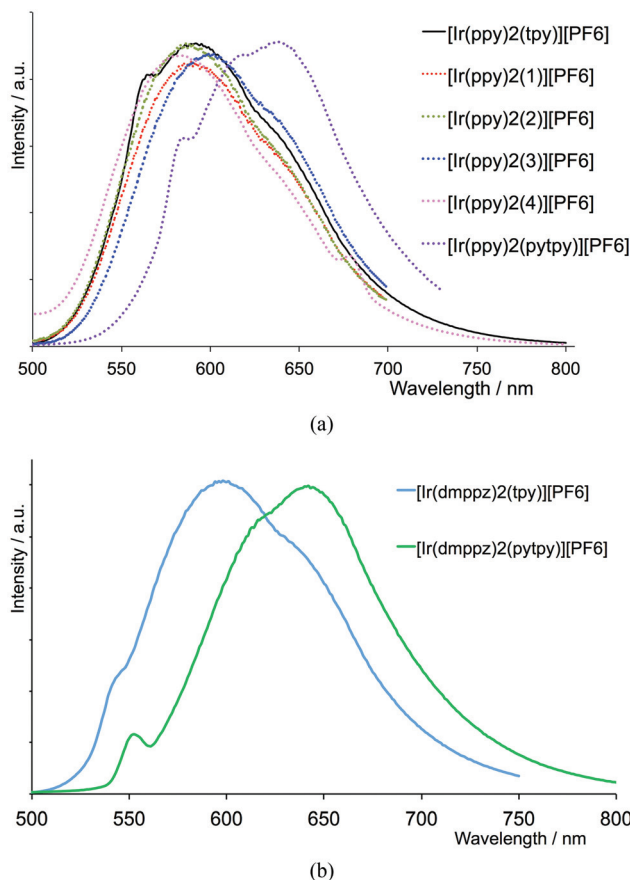 Intensity / a.u.
[Ir(ppy)2(tpy)][PF6]
[Ir(ppy)2(1)][PF6]
[Ir(ppy)2(2)][PF6]
[Ir(ppy)2(3)][PF6]
[Ir(ppy)2(4)][PF6]
[Ir(ppy)2(pytpy)][PF6]
500 550 600 650 700 750 800
Wavelength / nm
(a)
Intensity / a.u.
[Ir(dmppz)2(tpy)][PF6]
[Ir(dmppz)2(pytpy)][PF6]
500 550 600 650 700 750 800
Wavelength / nm
(b)